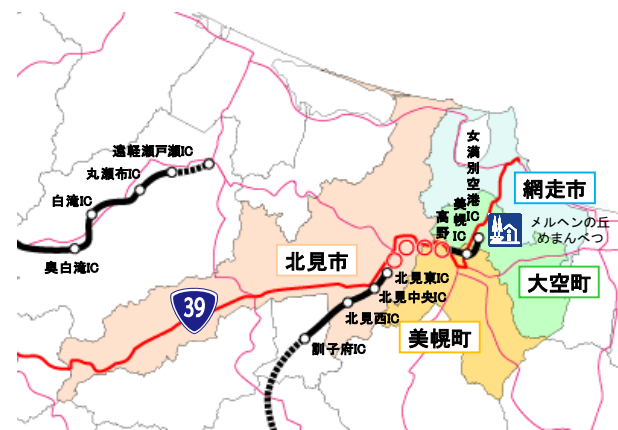 遠軽瀬戸瀬IC
丸瀬布IC
白滝IC
奥白滝IC
女満別空港IC
美幌IC
高野
網走市
メルヘンの丘
めまんべつ
大空町
北見市
北見東IC
北見中央IC
北見西IC
訓子府IC
美幌町
39